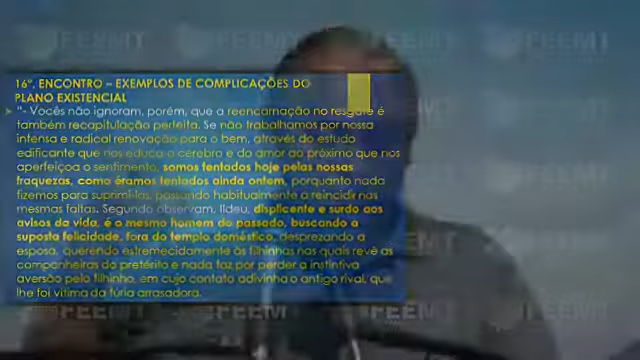 FEEMT
FEEMT
FEEMT
16º. ENCONTRO – EXEMPLOS DE COMPLICAÇÕES DO
PLANO EXISTENCIAL
"- Vocês não ignoram, porém, que a reencarnação no resgate é
também recapitulação perfeita. Se não trabalhamos por nossa
intensa e radical renovação para o bem, através do estudo
edificante que nos educa o cérebro e do amor ao próximo que nos
aperfeiçoa o sentimento, somos tentados hoje pelas nossas
fraquezas, como éramos tentados ainda ontem, porquanto nada
fizemos para suprimi-las, passando habitualmente a reincidir nas
mesmas faltas. Segundo observam, Ildeu, displicente e surdo aos
avisos da vida, é o mesmo homem do passado, buscando a
suposta felicidade, fora do templo doméstico, desprezando a
esposa, querendo estremecidamente às filhinhas nas quais revê as
companheiras do pretérito e nada faz por perder a instintiva
aversão pelo filhinho, em cujo contato adivinha o antigo rival, que
lhe foi vítima da fúria arrasadora.
FEEMT
FEEMT